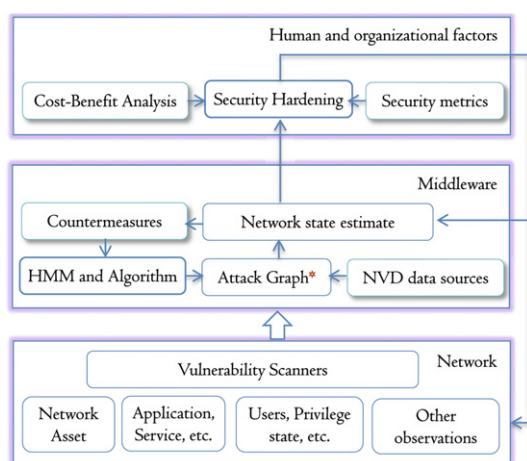 Human and organizational factors
Cost-Benefit Analysis
Security Hardening
Security metrics
Middleware
Countermeasures
Network state estimate
HMM and Algorithm
Attack Graph*
NVD data sources
Network
Vulnerability Scanners
Network
Asset
Application,
Service, etc.
Users, Privilege
state, etc.
Other
observations